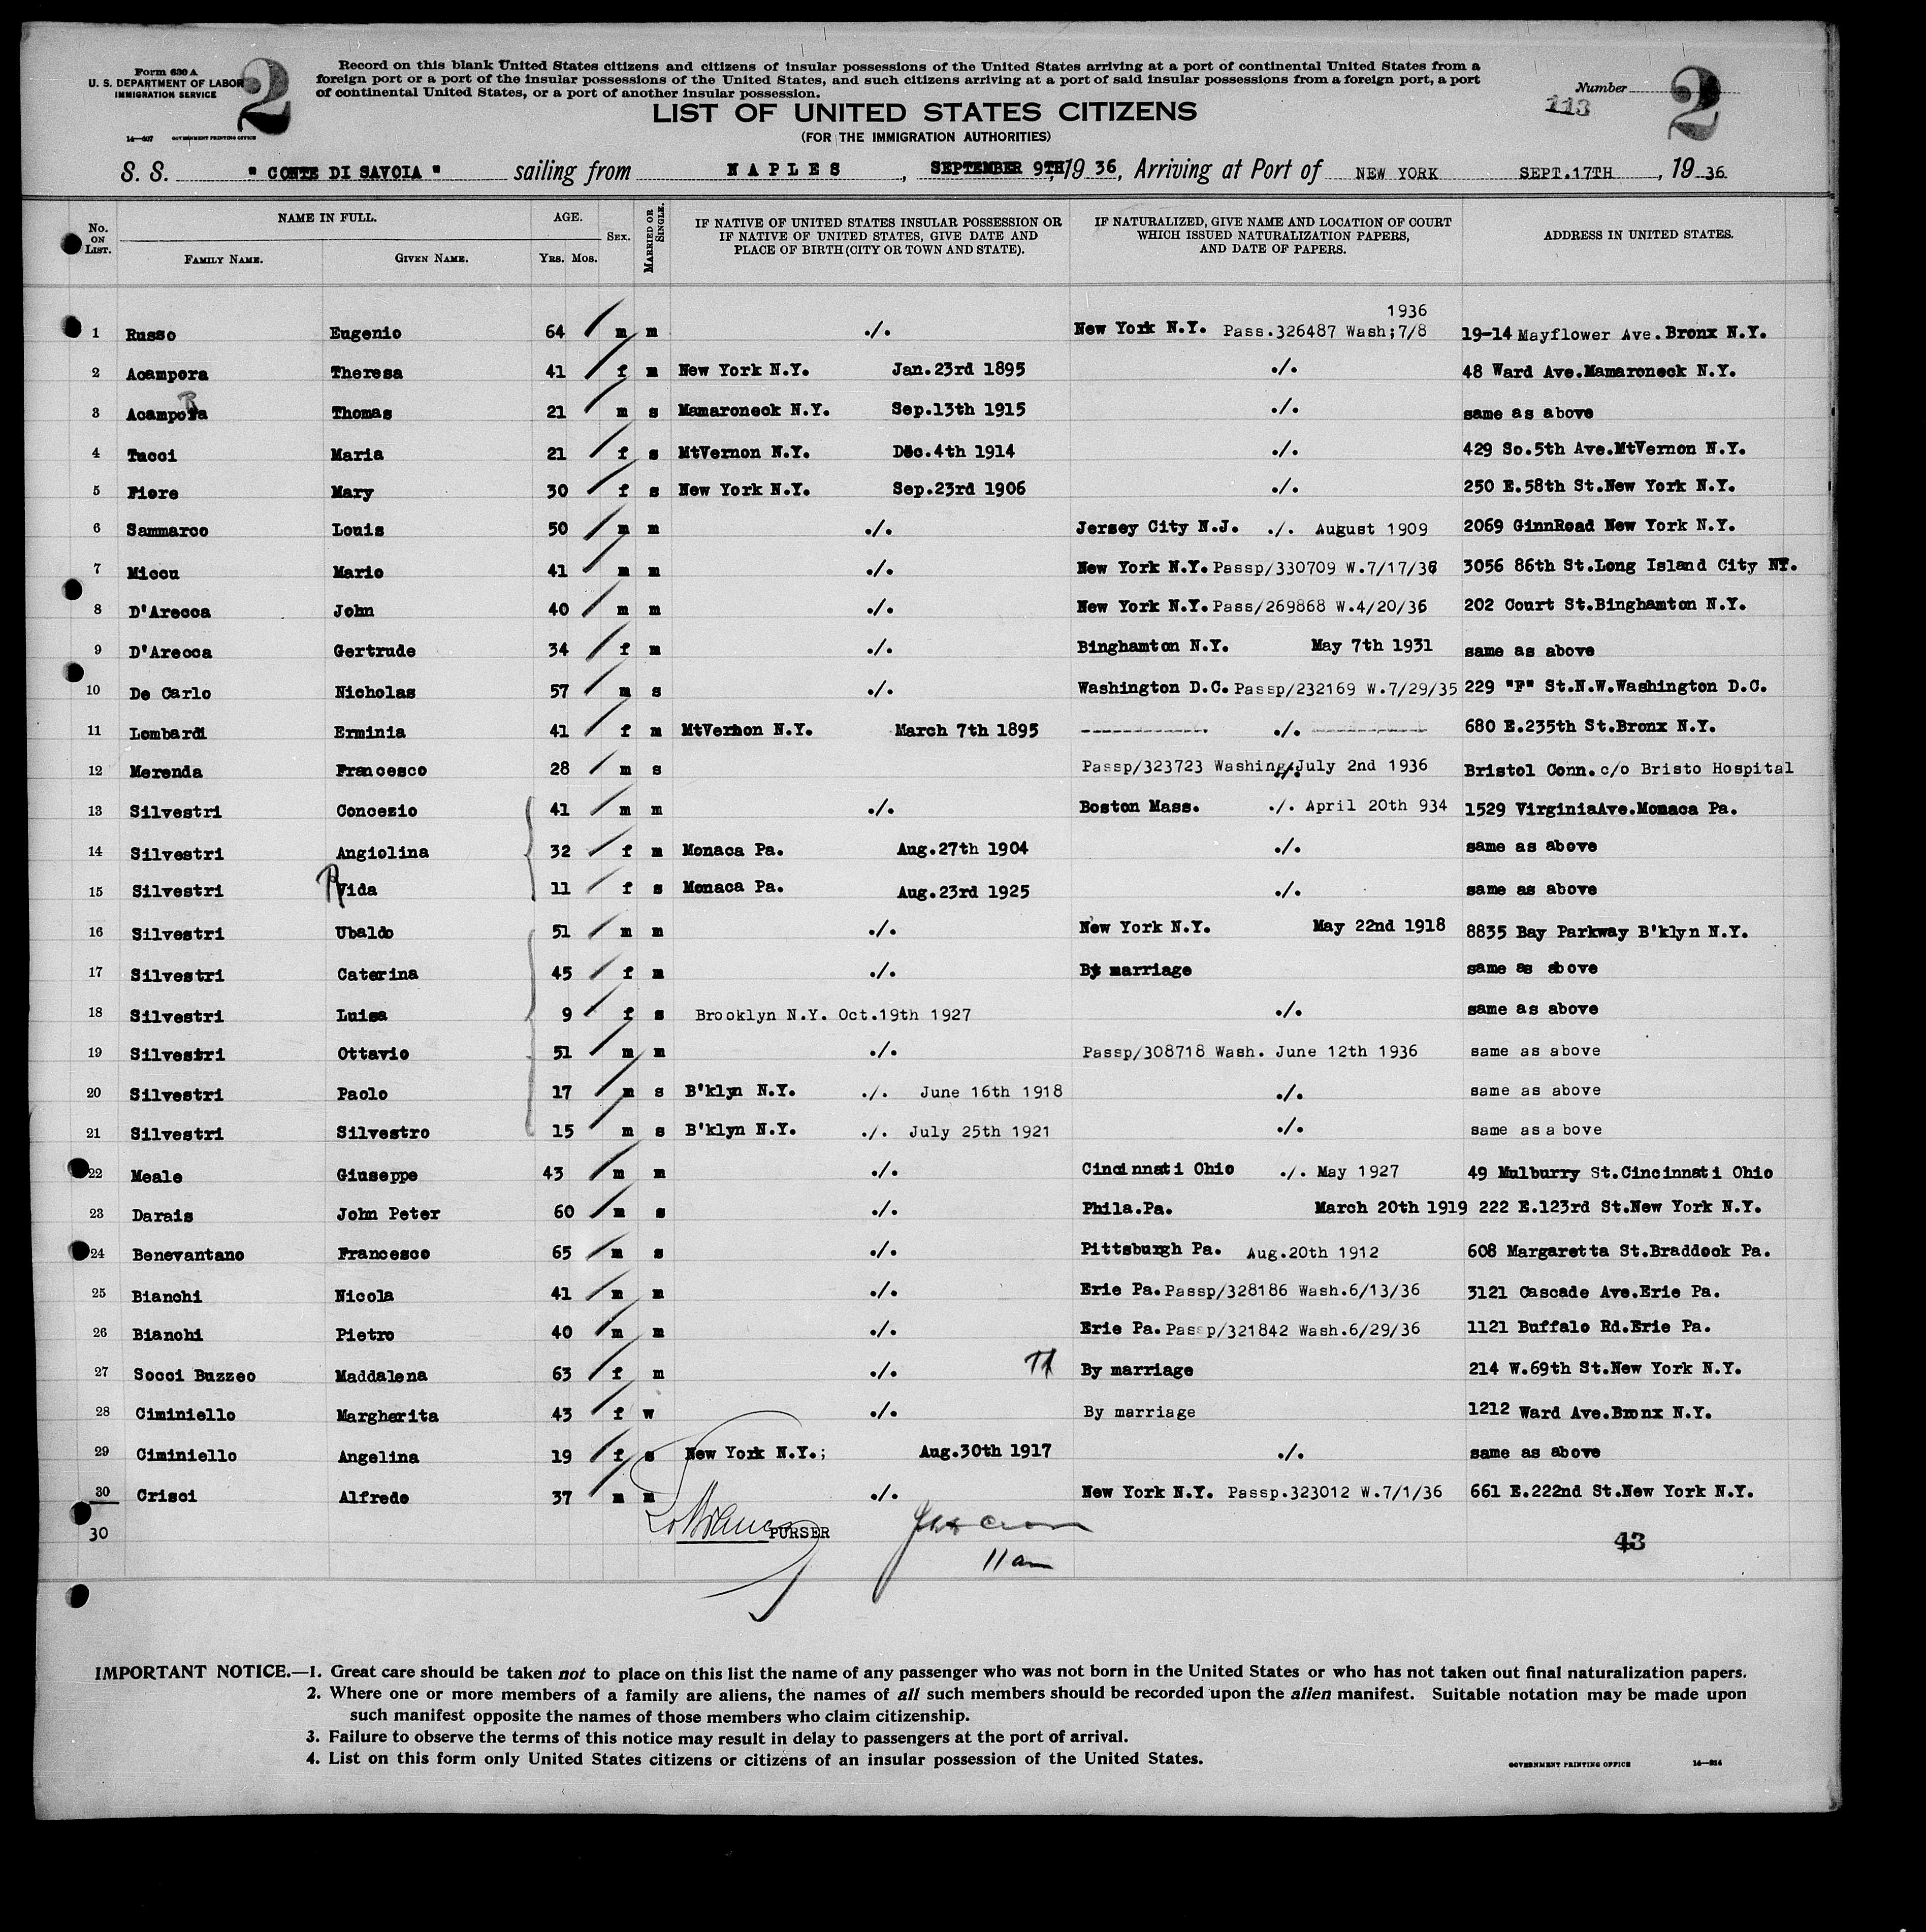 Form 630 A
U. S. DEPARTMENT OF LABOR
IMMIGRATION SERVICE
14—407 GOVERNMENT PRINTING OFFICE
2
Record on this blank United States citizens and citizens of insular possessions of the United States arriving at a port of continental United States from a
foreign port or a port of the insular possessions of the United States, and such citizens arriving at a port of said insular possessions from a foreign port, a port
of continental United States, or a port of another insular possession.
LIST OF UNITED STATES CITIZENS
(FOR THE IMMIGRATION AUTHORITIES)
Number 2
113
S. S. " CONTE DI SAVOIA " sailing from NAPLES, SEPTEMBER 9TH, 19 36, Arriving at Port of NEW YORK SEPT.17TH, 19 36
No. ON LIST. NAME IN FULL. FAMILY NAME. GIVEN NAME. AGE. YRS. MOS. SEX. MARRIED OR SINGLE. IF NATIVE OF UNITED STATES INSULAR POSSESSION OR IF NATIVE OF UNITED STATES, GIVE DATE AND PLACE OF BIRTH (CITY OR TOWN AND STATE). IF NATURALIZED, GIVE NAME AND LOCATION OF COURT WHICH ISSUED NATURALIZATION PAPERS, AND DATE OF PAPERS. ADDRESS IN UNITED STATES.
1936
1 Russo Eugenio 64 m m ./. New York N.Y. Pass.326487 Wash;7/8 19-14 Mayflower Ave. Bronx N.Y.
2 Acampora Theresa 41 f m New York N.Y. Jan.23rd 1895 ./. 48 Ward Ave.Mamaroneck N.Y.
3 Acampora Thomas 21 m s Mamaroneck N.Y. Sep.13th 1915 ./. same as above
4 Tucci Maria 21 f s MtVernon N.Y. Dec.4th 1914 ./. 429 So.5th Ave.MtVernon N.Y.
5 Fiore Mary 30 f s New York N.Y. Sep.23rd 1906 ./. 250 E.58th St.New York N.Y.
6 Sammarco Louis 50 m m ./. Jersey City N.J. ./. August 1909 2069 GinnRoad New York N.Y.
7 Miccu Mario 41 m m ./. New York N.Y. Passp/330709 W.7/17/36 3056 86th St.Long Island City NY.
8 D'Arecca John 40 m m ./. New York N.Y. Pass/269868 W.4/20/36 202 Court St.Binghamton N.Y.
9 D'Arecca Gertrude 34 f m ./. Binghamton N.Y. May 7th 1931 same as above
10 De Carlo Nicholas 57 m s ./. Washington D.C. Passp/232169 W.7/29/35 229 "F" St.N.W.Washington D.C.
11 Lombardi Erminia 41 f m MtVernon N.Y. March 7th 1895 ------------ ./. ------------ 680 E.235th St.Bronx N.Y.
12 Merenda Francesco 28 m s Passp/323723 Washing ./. July 2nd 1936 Bristol Conn. c/o Bristo Hospital
13 Silvestri Concezio 41 m m ./. Boston Mass. ./. April 20th 934 1529 VirginiaAve.Monaca Pa.
14 Silvestri Angiolina 32 f m Monaca Pa. Aug.27th 1904 ./. same as above
15 Silvestri Vida 11 f s Monaca Pa. Aug.23rd 1925 ./. same as above
16 Silvestri Ubaldo 51 m m ./. New York N.Y. May 22nd 1918 8835 Bay Parkway B'klyn N.Y.
17 Silvestri Caterina 45 f m ./. By marriage same as above
18 Silvestri Luisa 9 f s Brooklyn N.Y. Oct.19th 1927 ./. same as above
19 Silvestri Ottavio 51 m m ./. Passp/308718 Wash. June 12th 1936 same as above
20 Silvestri Paolo 17 m s B'klyn N.Y. ./. June 16th 1918 ./. same as above
21 Silvestri Silvestro 15 m s B'klyn N.Y. ./. July 25th 1921 ./. same as a bove
22 Meale Giuseppe 43 m m ./. Cincinnati Ohio ./. May 1927 49 Mulburry St.Cincinnati Ohio
23 Darais John Peter 60 m s ./. Phila.Pa. March 20th 1919 222 E.123rd St.New York N.Y.
24 Benevantano Francesco 65 m s ./. Pittsburgh Pa. Aug.20th 1912 608 Margaretta St.Braddock Pa.
25 Bianchi Nicola 41 m m ./. Erie Pa. Passp/328186 Wash.6/13/36 3121 Cascade Ave.Erie Pa.
26 Bianchi Pietro 40 m m ./. Erie Pa. Passp/321842 Wash.6/29/36 1121 Buffalo Rd.Erie Pa.
27 Socci Buzzeo Maddalena 63 f m ./. By marriage 214 W.69th St.New York N.Y.
28 Ciminiello Margherita 43 f w ./. By marriage 1212 Ward Ave.Bronx N.Y.
29 Ciminiello Angelina 19 f s New York N.Y.; Aug.30th 1917 ./. same as above
30 Crisci Alfredo 37 m m ./. New York N.Y. Passp.323012 W.7/1/36 661 E.222nd St.New York N.Y.
30 PURSER 43
11 am
IMPORTANT NOTICE.—1. Great care should be taken not to place on this list the name of any passenger who was not born in the United States or who has not taken out final naturalization papers.
2. Where one or more members of a family are aliens, the names of all such members should be recorded upon the alien manifest. Suitable notation may be made upon
such manifest opposite the names of those members who claim citizenship.
3. Failure to observe the terms of this notice may result in delay to passengers at the port of arrival.
4. List on this form only United States citizens or citizens of an insular possession of the United States.
GOVERNMENT PRINTING OFFICE 14—214